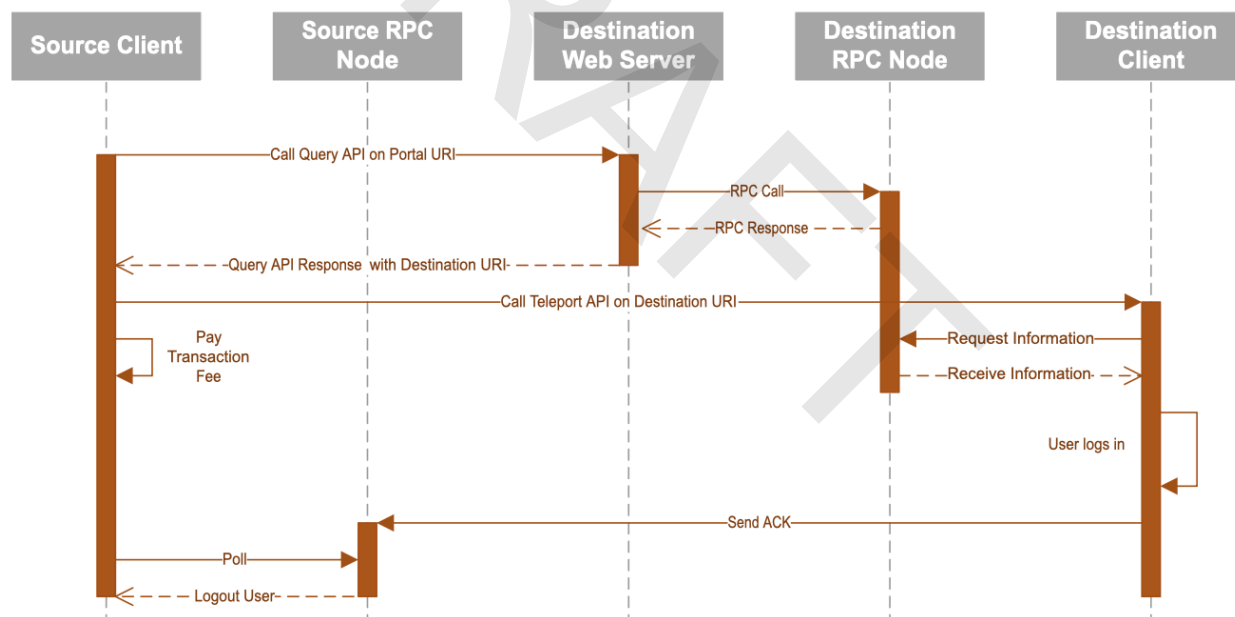 Source Client
Source RPC
Node
Destination
Web Server
Destination
RPC Node
Destination
Client
Call Query API on Portal URI
RPC Call
RPC Response
Query API Response with Destination URI
Call Teleport API on Destination URI
Pay
Transaction
Fee
Request Information
Receive Information
User logs in
Send ACK
Poll
Logout User
RAFT